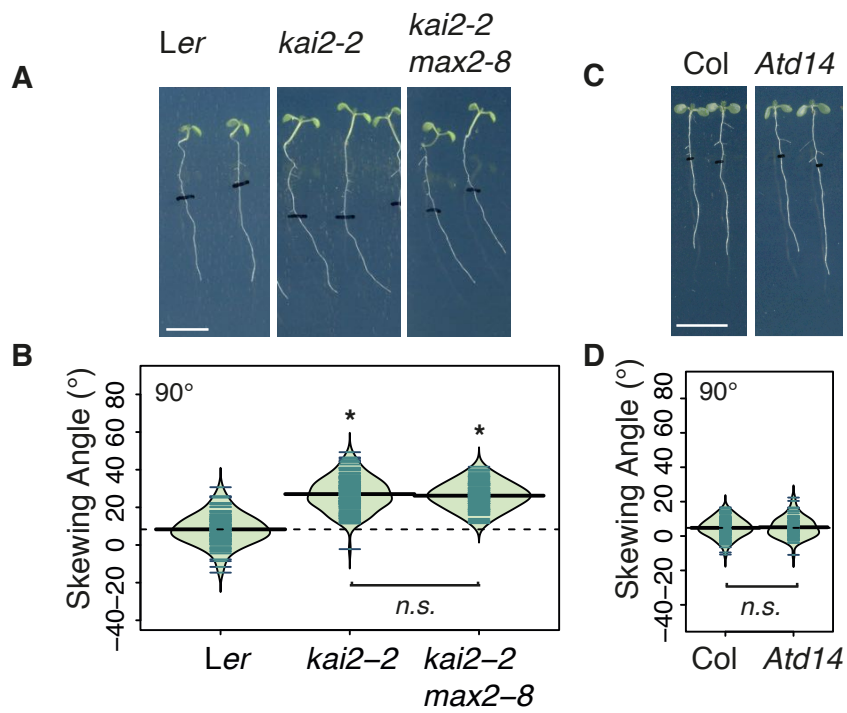 A
Ler
kai2-2
kai2-2
max2-8
C
Col
Atd14
B
Skewing Angle (°)
80
60
40
20
0
−20
−40
90°
*
*
n.s.
Ler
kai2−2
kai2−2
max2−8
D
Skewing Angle (°)
80
60
40
20
0
−20
−40
90°
n.s.
Col
Atd14